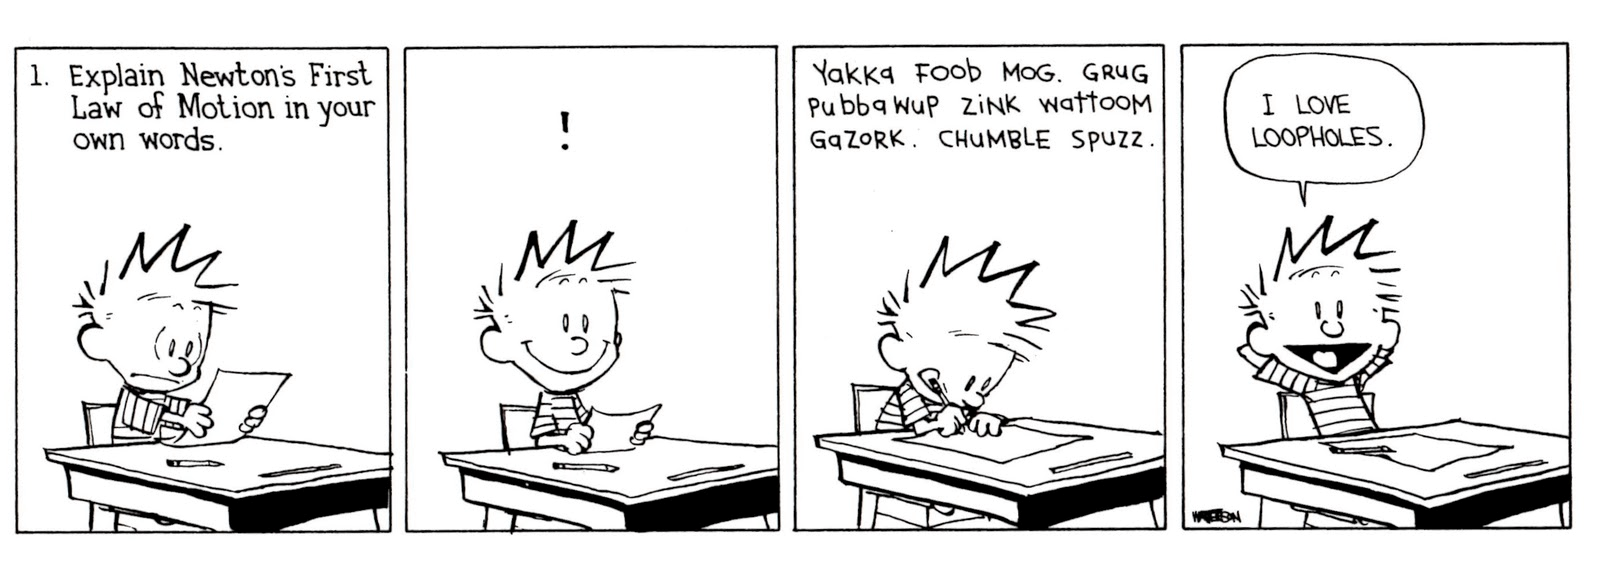 1. Explain Newton's First
Law of Motion in your
own words.
!
Yakka FOOB MOG. GRUG
PubbaWUP ZiNK WattOOM
GaZORK. CHUMBLE SPUZZ.
I LOVE
LOOPHOLES.
WATTERSON